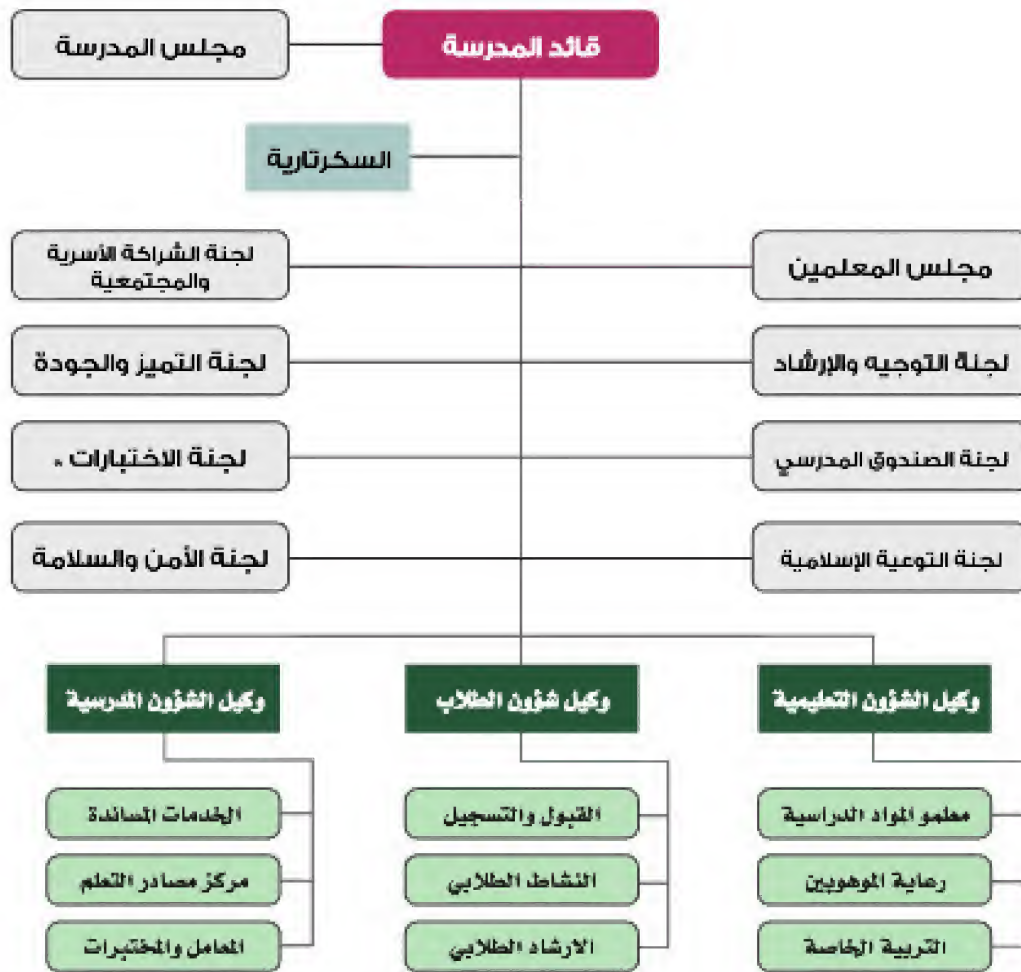 قائد المدرسة
مجلس المدرسة
السكرتارية
مجلس المعلمين
لجنة الشراكة الأسرية
والمجتمعية
لجنة التوجيه والإرشاد
لجنة التميز والجودة
لجنة الصندوق المدرسي
لجنة الاختبارات *
لجنة التوعية الإسلامية
لجنة الأمن والسلامة
وكيل الشؤون التعليمية
وكيل شؤون الطلاب
وكيل الشؤون المدرسية
معلمو المواد الدراسية
القبول والتسجيل
الخدمات المساندة
رعاية الموهوبين
النشاط الطلابي
مركز مصادر التعلم
التربية الخاصة
الارشاد الطلابي
المعامل والمختبرات